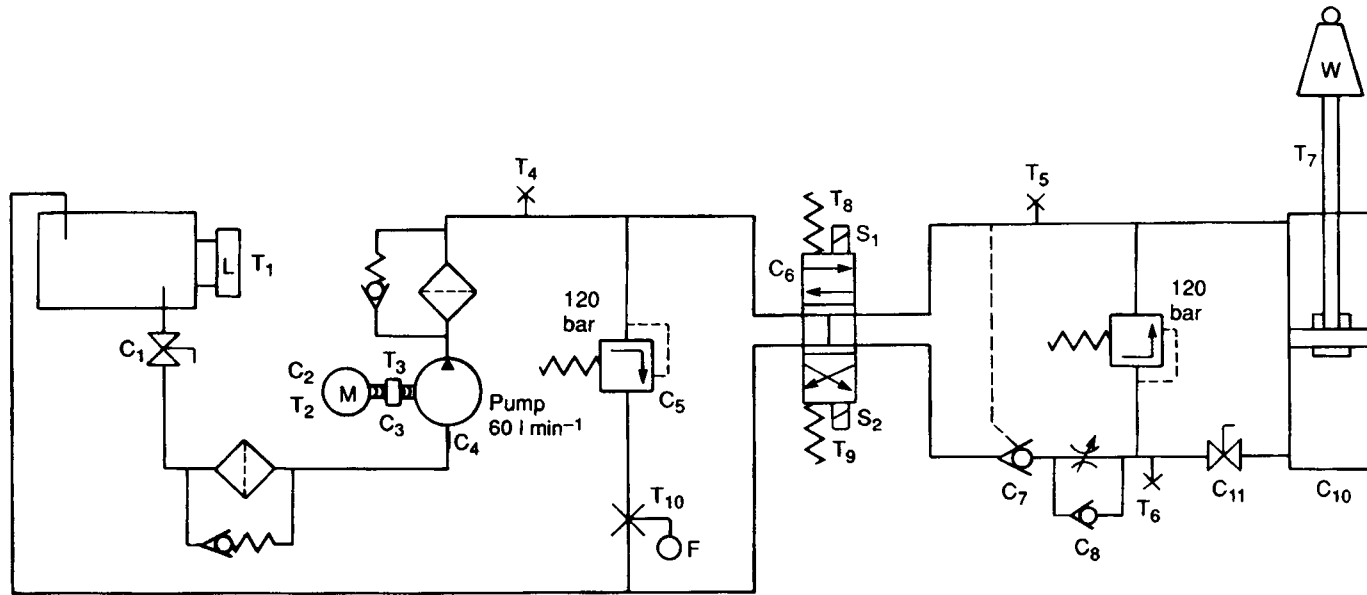 W
T₄
T₅
T₇
T₈
S₁
L
T₁
C₆
120
bar
120
bar
C₁
C₂
T₃
M
T₂
C₃
Pump
60 l min⁻¹
C₄
C₅
S₂
T₉
T₁₀
F
C₇
C₈
T₆
C₁₁
C₁₀